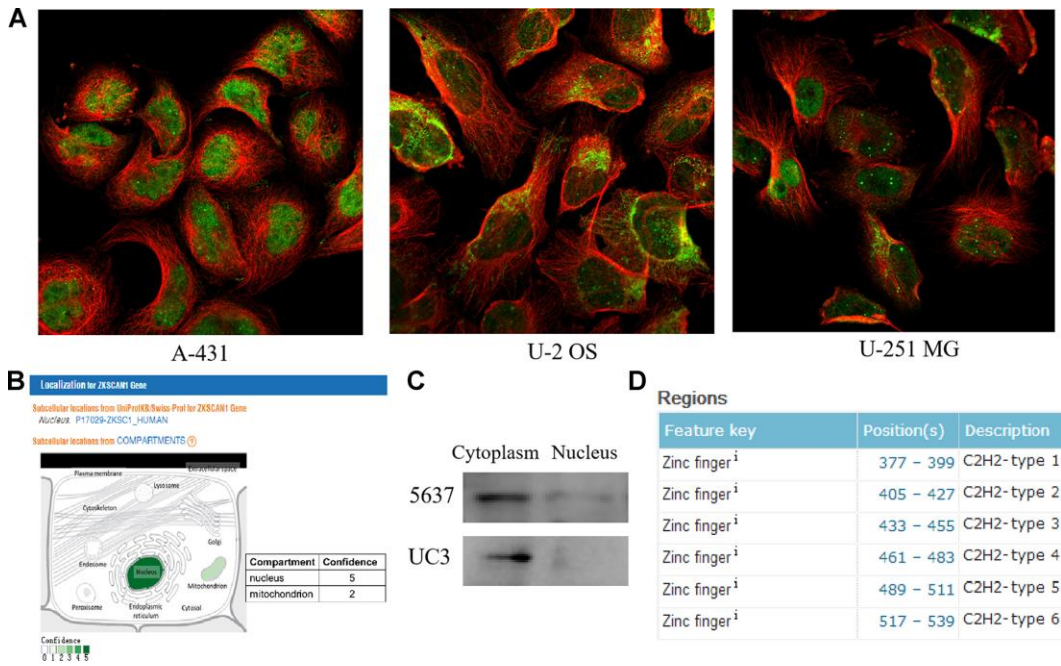 A
A-431
U-2 OS
U-251 MG
B
Localization for ZKSCAN1 Gene
Subcellular locations from UniProtKB/Swiss-Prot for ZKSCAN1 Gene
Nucleus. P17029-ZKSC1_HUMAN
Subcellular locations from COMPARTMENTS ?
Plasma membrane
Extracellular space
Lysosome
Cytoskeleton
Golgi
Endosome
Nucleus
Mitochondrion
Peroxisome
Endoplasmic
reticulum
Cytosol
Confidence
0 1 2 3 4 5
Compartment Confidence
nucleus 5
mitochondrion 2
C
Cytoplasm Nucleus
5637
UC3
D
Regions
Feature key Position(s) Description
Zinc finger i 377 – 399 C2H2-type 1
Zinc finger i 405 – 427 C2H2-type 2
Zinc finger i 433 – 455 C2H2-type 3
Zinc finger i 461 – 483 C2H2-type 4
Zinc finger i 489 – 511 C2H2-type 5
Zinc finger i 517 – 539 C2H2-type 6